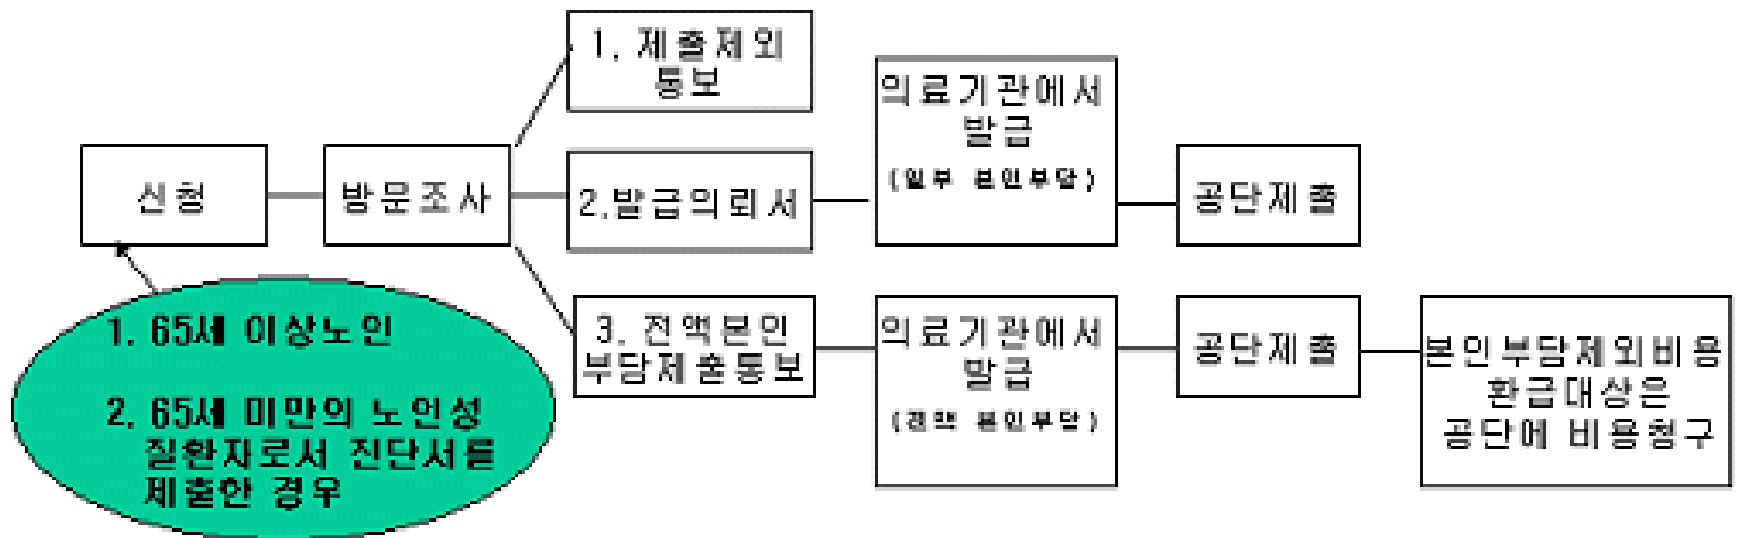 1. 제출제외
통보
의료기관에서
발급
(일부 본인부담)
신청
방문조사
2.발급의뢰서
공단제출
1. 65세 이상노인
2. 65세 미만의 노인성
질환자로서 진단서를
제출한 경우
3. 전액본인
부담제출통보
의료기관에서
발급
(전액 본인부담)
공단제출
본인부담제외비용
환급대상은
공단에 비용청구